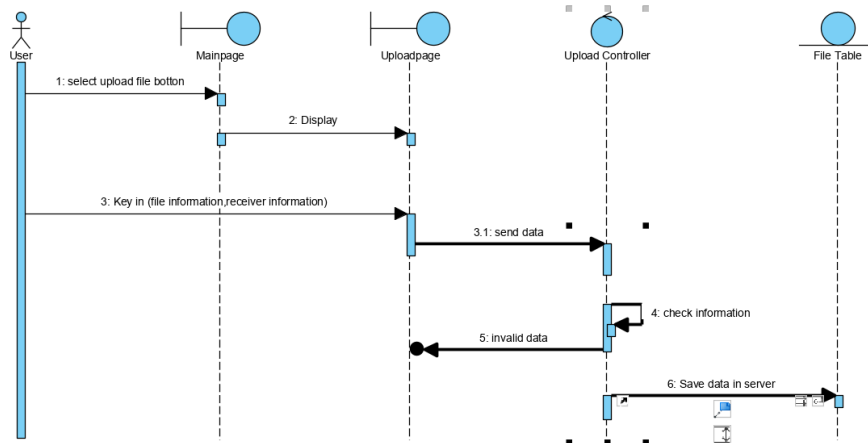 User
Mainpage
Uploadpage
Upload Controller
File Table
1: select upload file botton
2: Display
3: Key in (file information,receiver information)
3.1: send data
4: check information
5: invalid data
6: Save data in server